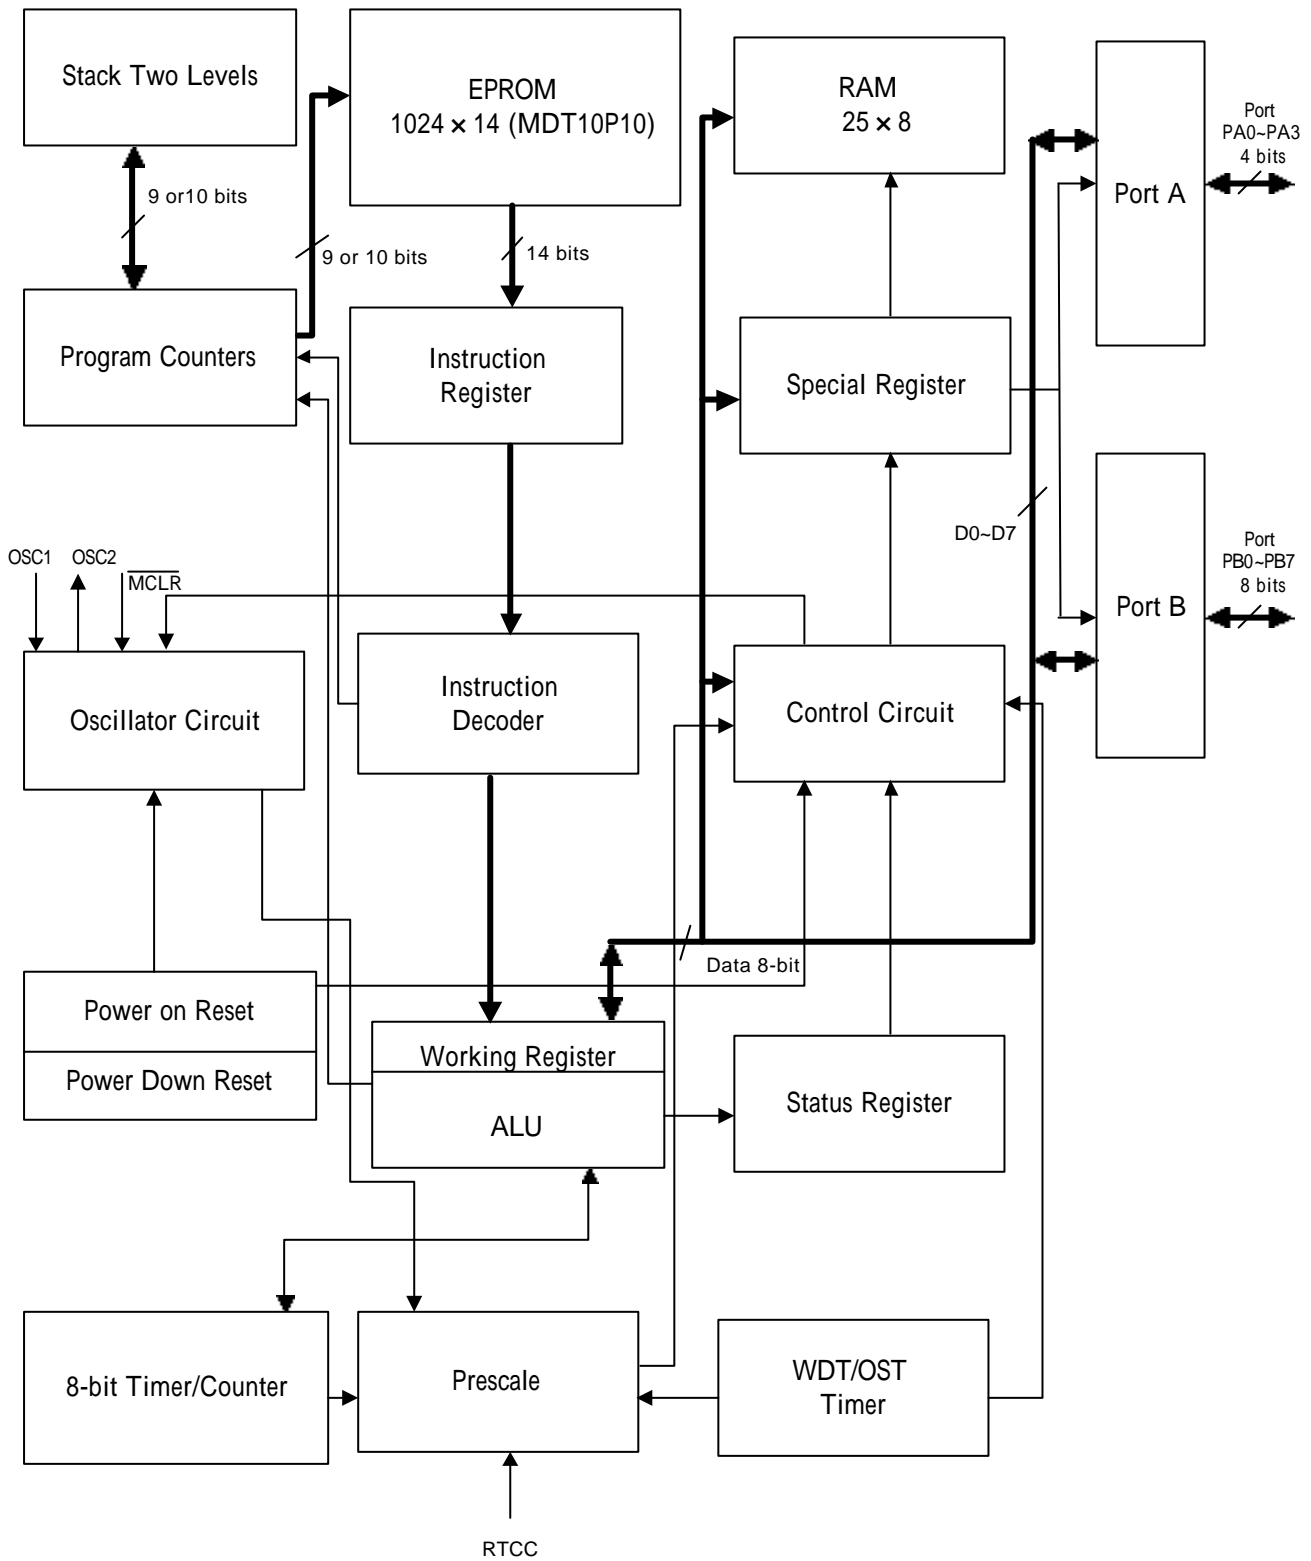 Stack Two Levels
EPROM
1024 × 14 (MDT10P10)
RAM
25 × 8
Port
PA0~PA3
4 bits
Port A
9 or10 bits
9 or 10 bits
14 bits
Program Counters
Instruction
Register
Special Register
D0~D7
Port
PB0~PB7
8 bits
Port B
OSC1
OSC2
MCLR
Oscillator Circuit
Instruction
Decoder
Control Circuit
Data 8-bit
Power on Reset
Power Down Reset
Working Register
ALU
Status Register
8-bit Timer/Counter
Prescale
WDT/OST
Timer
RTCC